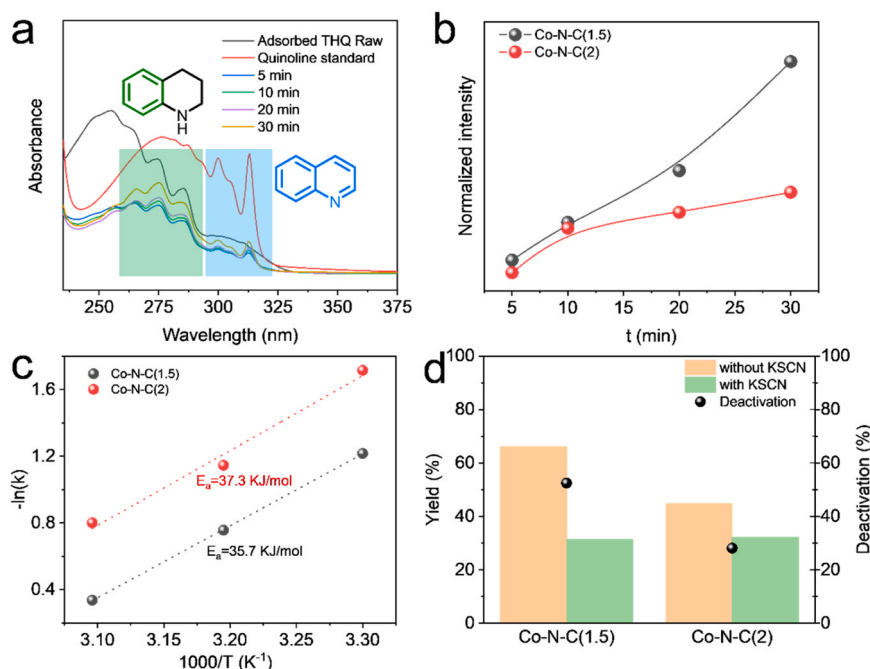 a
Adsorbed THQ Raw
Quinoline standard
5 min
10 min
20 min
30 min
N
H
N
Absorbance
250
275
300
325
350
375
Wavelength (nm)
b
Co-N-C(1.5)
Co-N-C(2)
Normalized intensity
5
10
15
20
25
30
t (min)
c
Co-N-C(1.5)
Co-N-C(2)
1.6
1.2
0.8
0.4
-ln(k)
Eₐ=37.3 KJ/mol
Eₐ=35.7 KJ/mol
3.10
3.15
3.20
3.25
3.30
1000/T (K⁻¹)
d
without KSCN
with KSCN
Deactivation
100
80
60
40
20
0
Yield (%)
100
90
80
70
60
50
40
30
20
10
0
Deactivation (%)
Co-N-C(1.5)
Co-N-C(2)